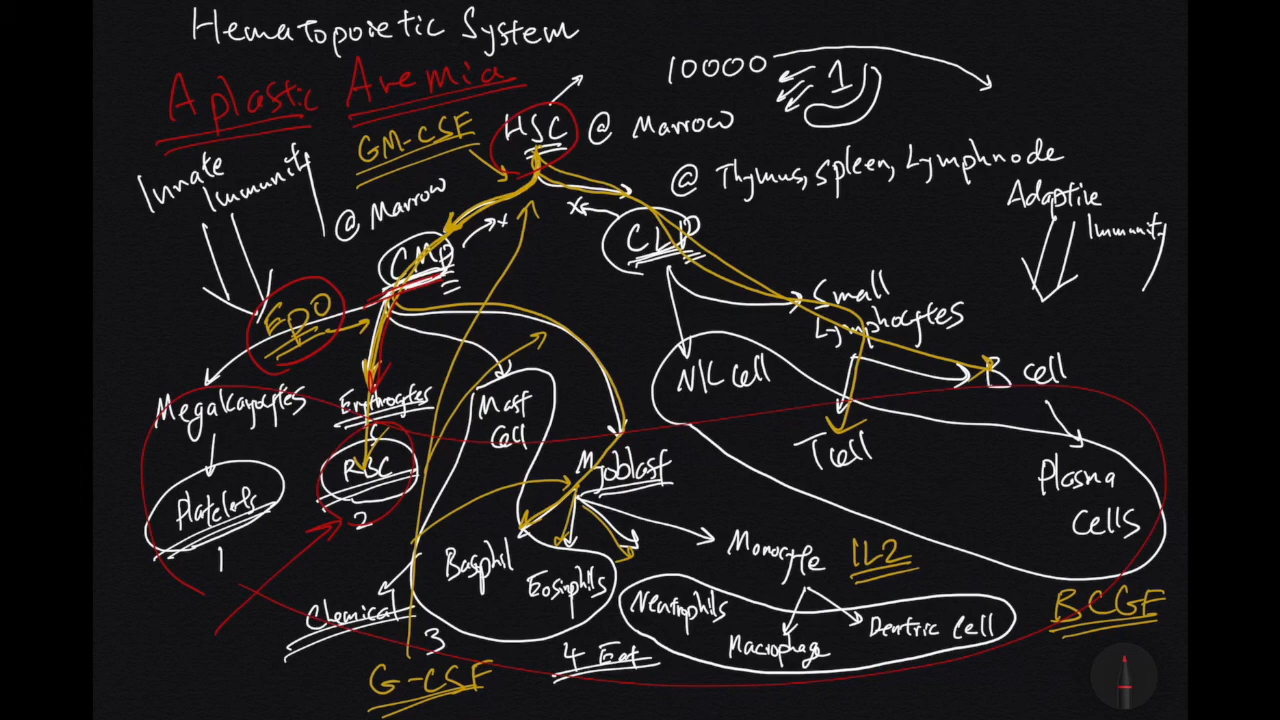 Hematopoietic System
Aplastic Anemia
10000 1
GM-CSF
HSC @ Marrow
@ Thymus, Spleen, Lymphnode
Innate
Immunity
@ Marrow
Adaptive
Immunity
CMP
CLP
EPO
Small
Lymphocytes
Megakaryocytes
Erythrocytes
Mast
Cell
NK cell
B cell
T cell
Platelets
1
RBC
2
Myoblast
Plasma
Cells
Basophil
Eosinophils
Monocyte
IL2
Chemical
3
Neutrophils
Macrophage
Dentric Cell
BCGF
G-CSF
4 Eat